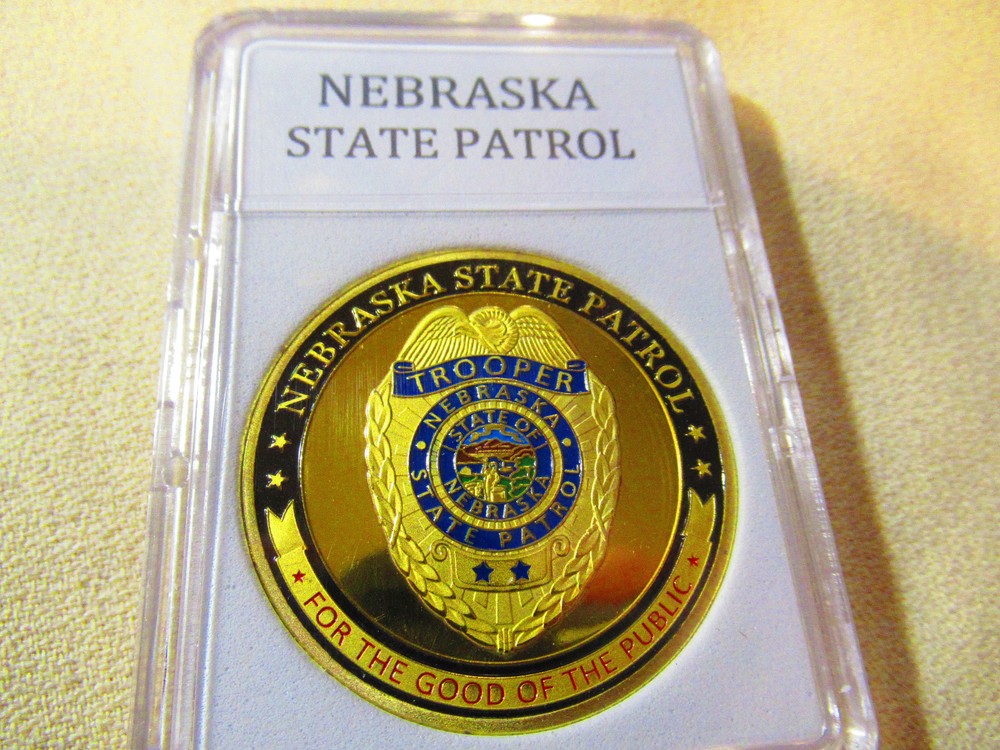 NEBRASKA
STATE PATROL
NEBRASKA STATE PATROL
TROOPER
NEBRASKA
STATE PATROL
STATE OF
NEBRASKA
FOR THE GOOD OF THE PUBLIC